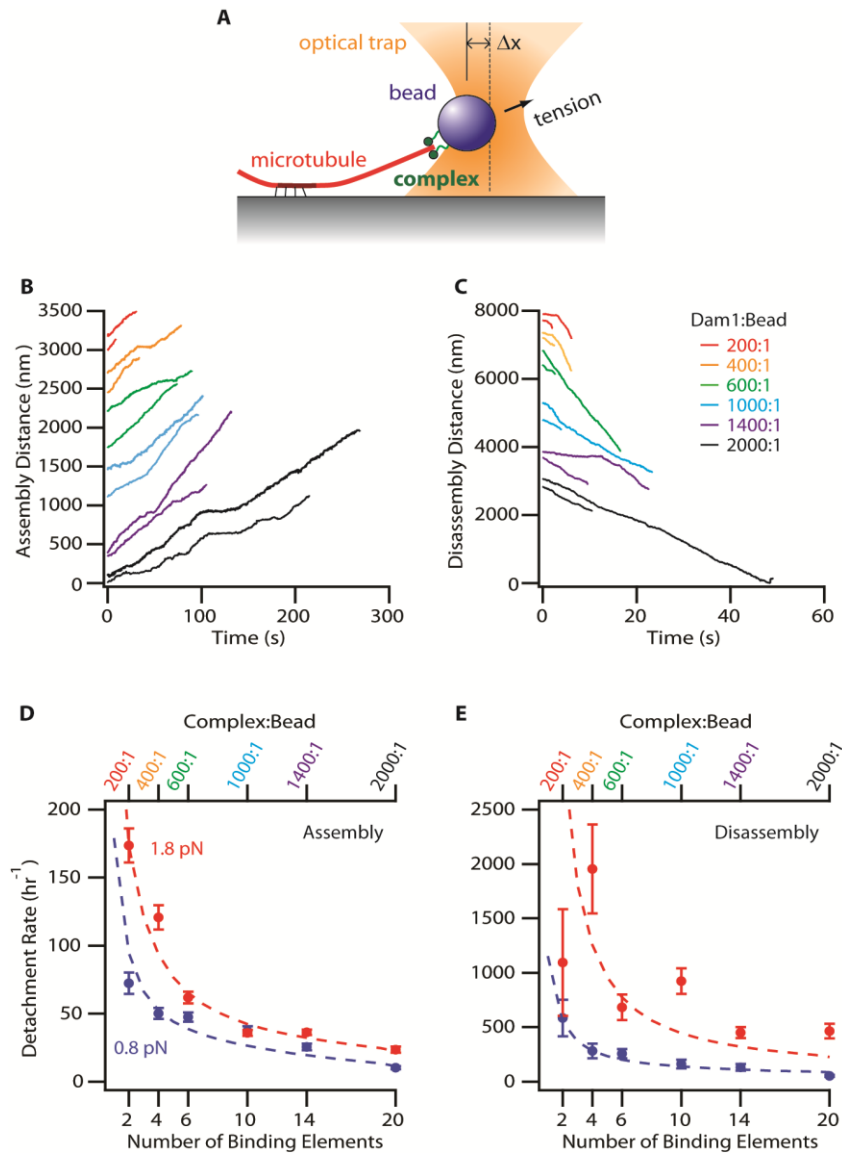 A
optical trap
Δx
bead
tension
microtubule
complex
B
3500
3000
2500
2000
1500
1000
500
0
Assembly Distance (nm)
0
100
200
300
Time (s)
C
8000
6000
4000
2000
0
Disassembly Distance (nm)
0
20
40
60
Time (s)
Dam1:Bead
200:1
400:1
600:1
1000:1
1400:1
2000:1
D
Complex:Bead
200:1
400:1
600:1
1000:1
1400:1
2000:1
200
150
100
50
0
Detachment Rate (hr⁻¹)
Assembly
1.8 pN
0.8 pN
2
4
6
10
14
20
Number of Binding Elements
E
Complex:Bead
200:1
400:1
600:1
1000:1
1400:1
2000:1
2500
2000
1500
1000
500
0
Disassembly
2
4
6
10
14
20
Number of Binding Elements